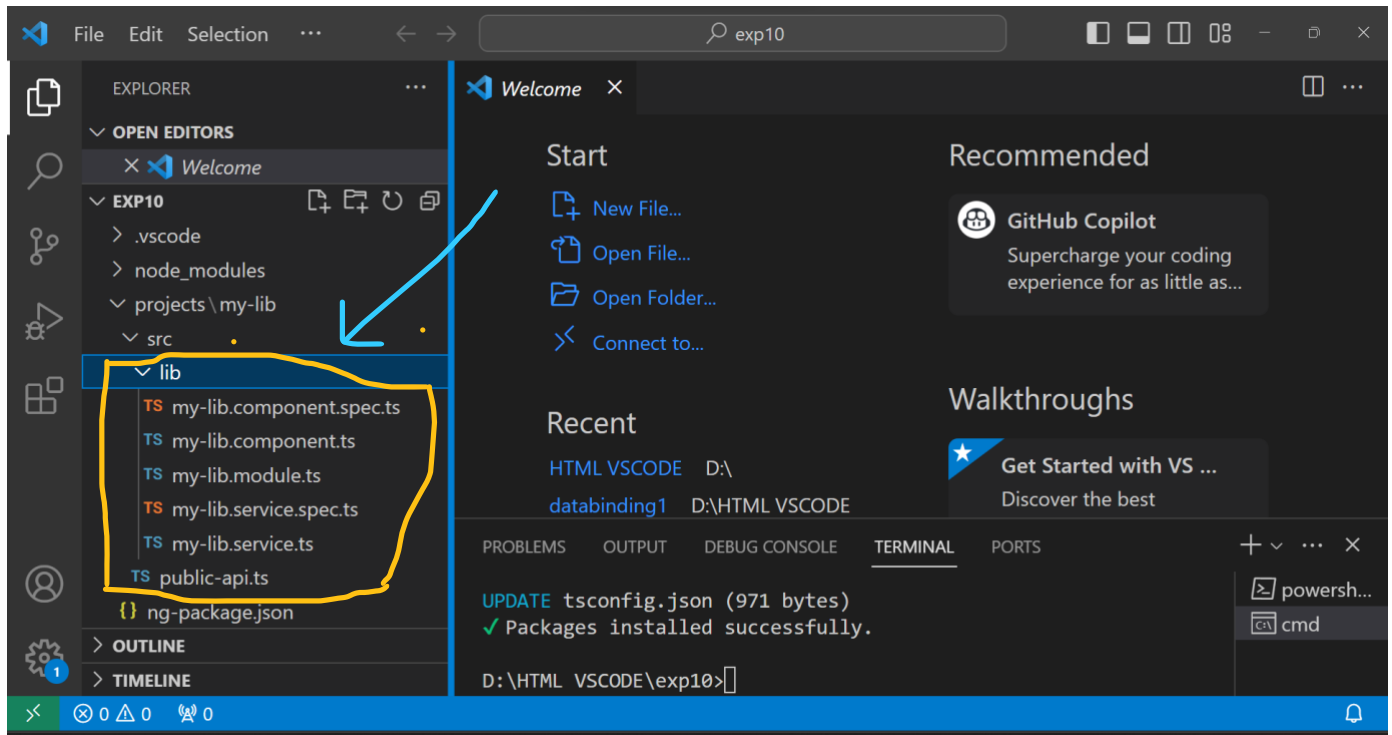 File Edit Selection ··· exp10
EXPLORER ···
OPEN EDITORS
Welcome
EXP10
.vscode
node_modules
projects\my-lib
src
lib
TS my-lib.component.spec.ts
TS my-lib.component.ts
TS my-lib.module.ts
TS my-lib.service.spec.ts
TS my-lib.service.ts
TS public-api.ts
{} ng-package.json
OUTLINE
TIMELINE
1
Welcome
Start
New File...
Open File...
Open Folder...
Connect to...
Recent
HTML VSCODE D:\
databinding1 D:\HTML VSCODE
Recommended
GitHub Copilot
Supercharge your coding
experience for as little as...
Walkthroughs
Get Started with VS ...
Discover the best
PROBLEMS OUTPUT DEBUG CONSOLE TERMINAL PORTS
UPDATE tsconfig.json (971 bytes)
✓ Packages installed successfully.
D:\HTML VSCODE\exp10>
powersh...
cmd
0 0 0